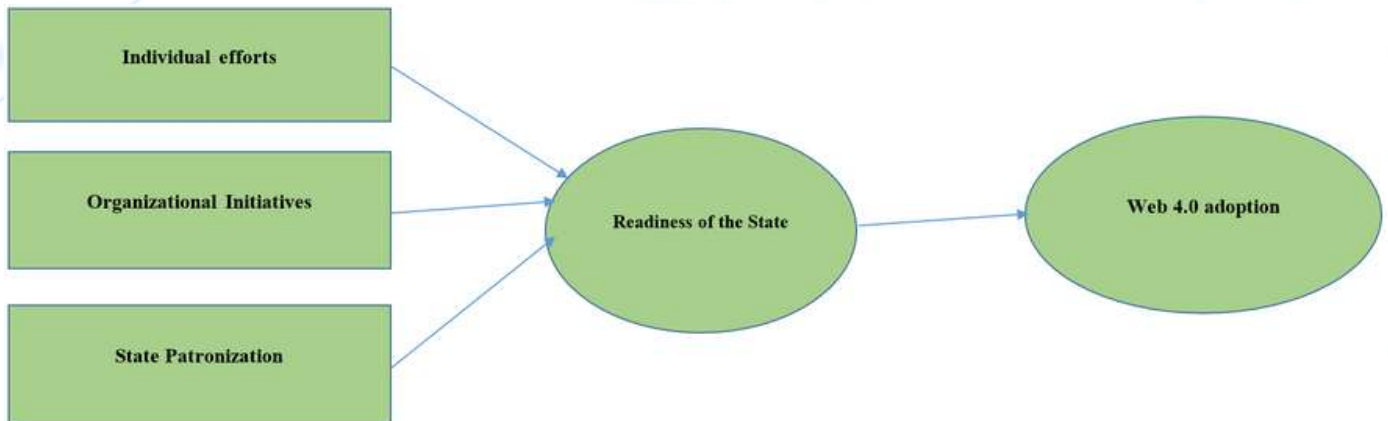 Individual efforts
Organizational Initiatives
State Patronization
Readiness of the State
Web 4.0 adoption